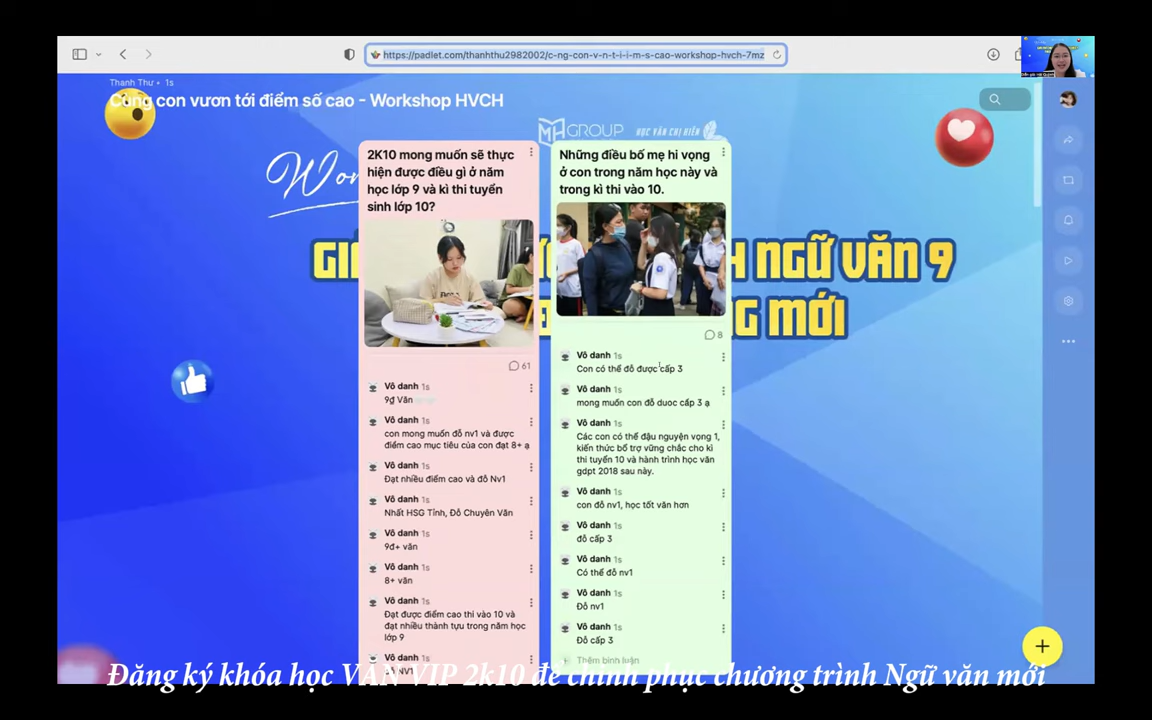 https://padlet.com/thanhthu2982002/c-ng-con-v-n-t-i-i-m-s-cao-workshop-hvch-7mz
Thanh Thư • 1s
Cùng con vươn tới điểm số cao - Workshop HVCH
MH GROUP HỌC VĂN CHỊ HIÊN
NGỮ VĂN 9
MỚI
2K10 mong muốn sẽ thực
hiện được điều gì ở năm
học lớp 9 và kì thi tuyển
sinh lớp 10?
61
Vô danh 1s
9₫ Văn
Vô danh 1s
con mong muốn đỗ nv1 và được
điểm cao mục tiêu của con đạt 8+ ạ
Vô danh 1s
Đạt nhiều điểm cao và đỗ Nv1
Vô danh 1s
Nhất HSG Tỉnh, Đỗ Chuyên Văn
Vô danh 1s
9đ+ văn
Vô danh 1s
8+ văn
Vô danh 1s
Đạt được điểm cao thi vào 10 và
đạt nhiều thành tựu trong năm học
lớp 9
Vô danh 1s
NV1
Những điều bố mẹ hi vọng
ở con trong năm học này và
trong kì thi vào 10.
8
Vô danh 1s
Con có thể đỗ được cấp 3
Vô danh 1s
mong muốn con đỗ duoc cấp 3 ạ
Vô danh 1s
Các con có thể đậu nguyện vọng 1,
kiến thức bổ trợ vững chắc cho kì
thi tuyển 10 và hành trình học văn
gdpt 2018 sau này.
Vô danh 1s
con đỗ nv1, học tốt văn hơn
Vô danh 1s
đỗ cấp 3
Vô danh 1s
Có thể đỗ nv1
Vô danh 1s
Đỗ nv1
Vô danh 1s
Đỗ cấp 3
Thêm bình luận
Đăng ký khóa học VĂN VIP 2k10 để chinh phục chương trình Ngữ văn mới